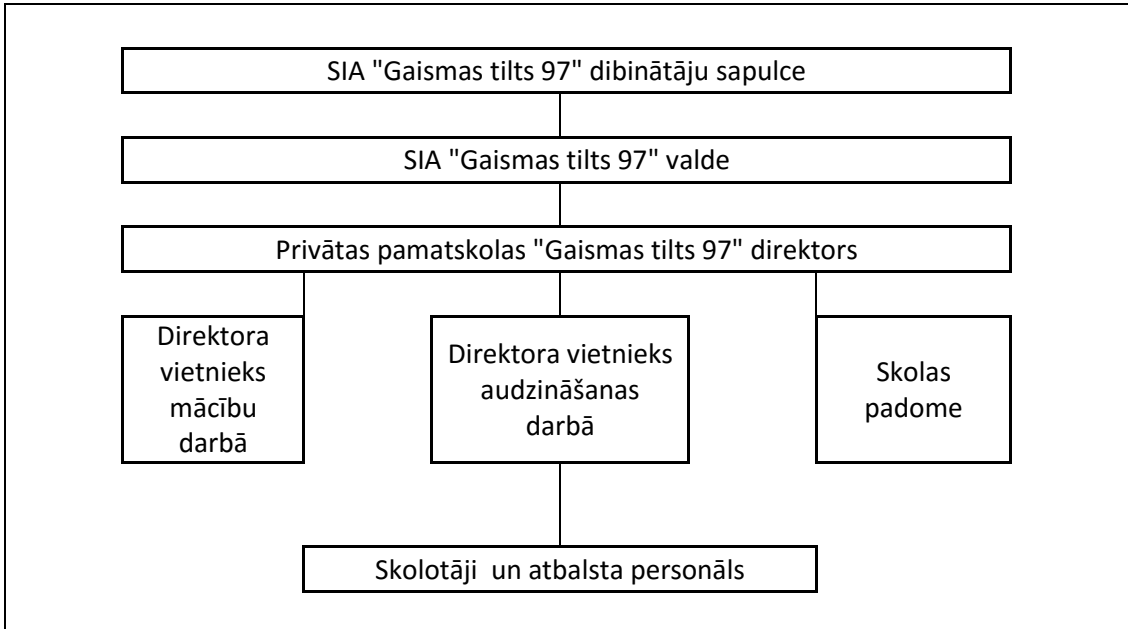 SIA "Gaismas tilts 97" dibinātāju sapulce
SIA "Gaismas tilts 97" valde
Privātas pamatskolas "Gaismas tilts 97" direktors
Direktora
vietnieks
mācību
darbā
Direktora vietnieks
audzināšanas
darbā
Skolas
padome
Skolotāji  un atbalsta personāls